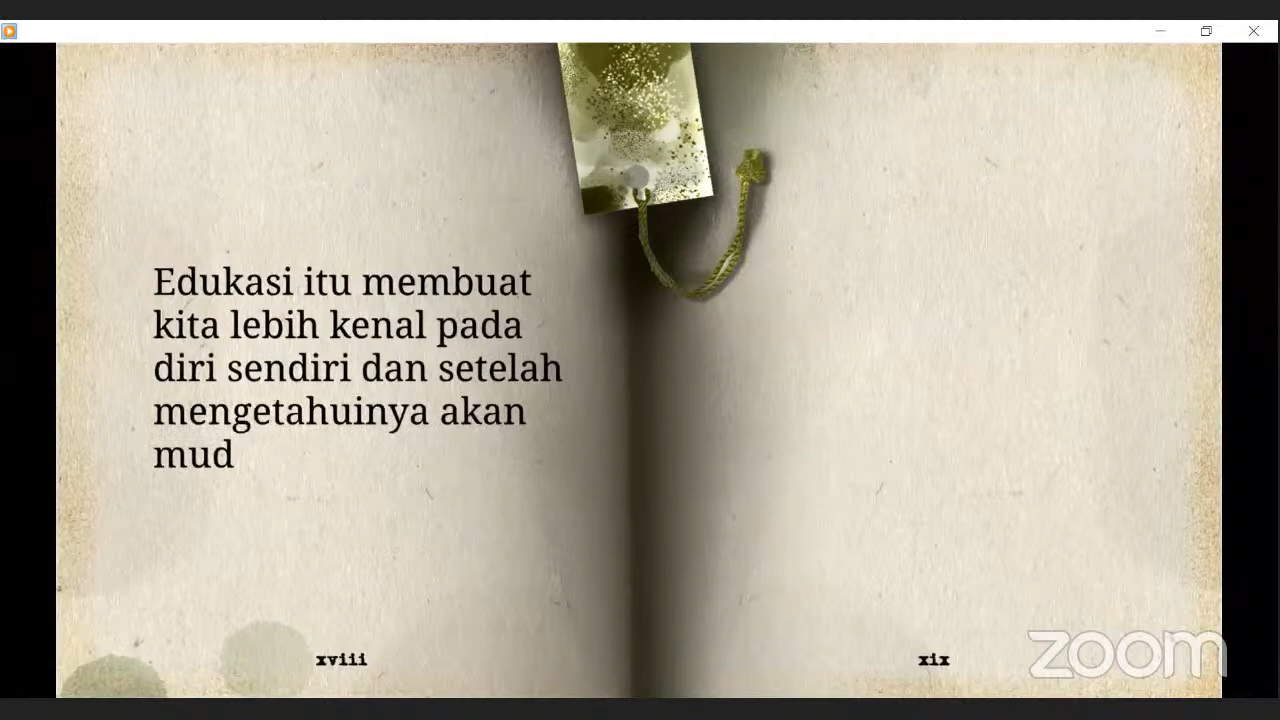 Edukasi itu membuat
kita lebih kenal pada
diri sendiri dan setelah
mengetahuinya akan
mud
xviii
xix
zoom